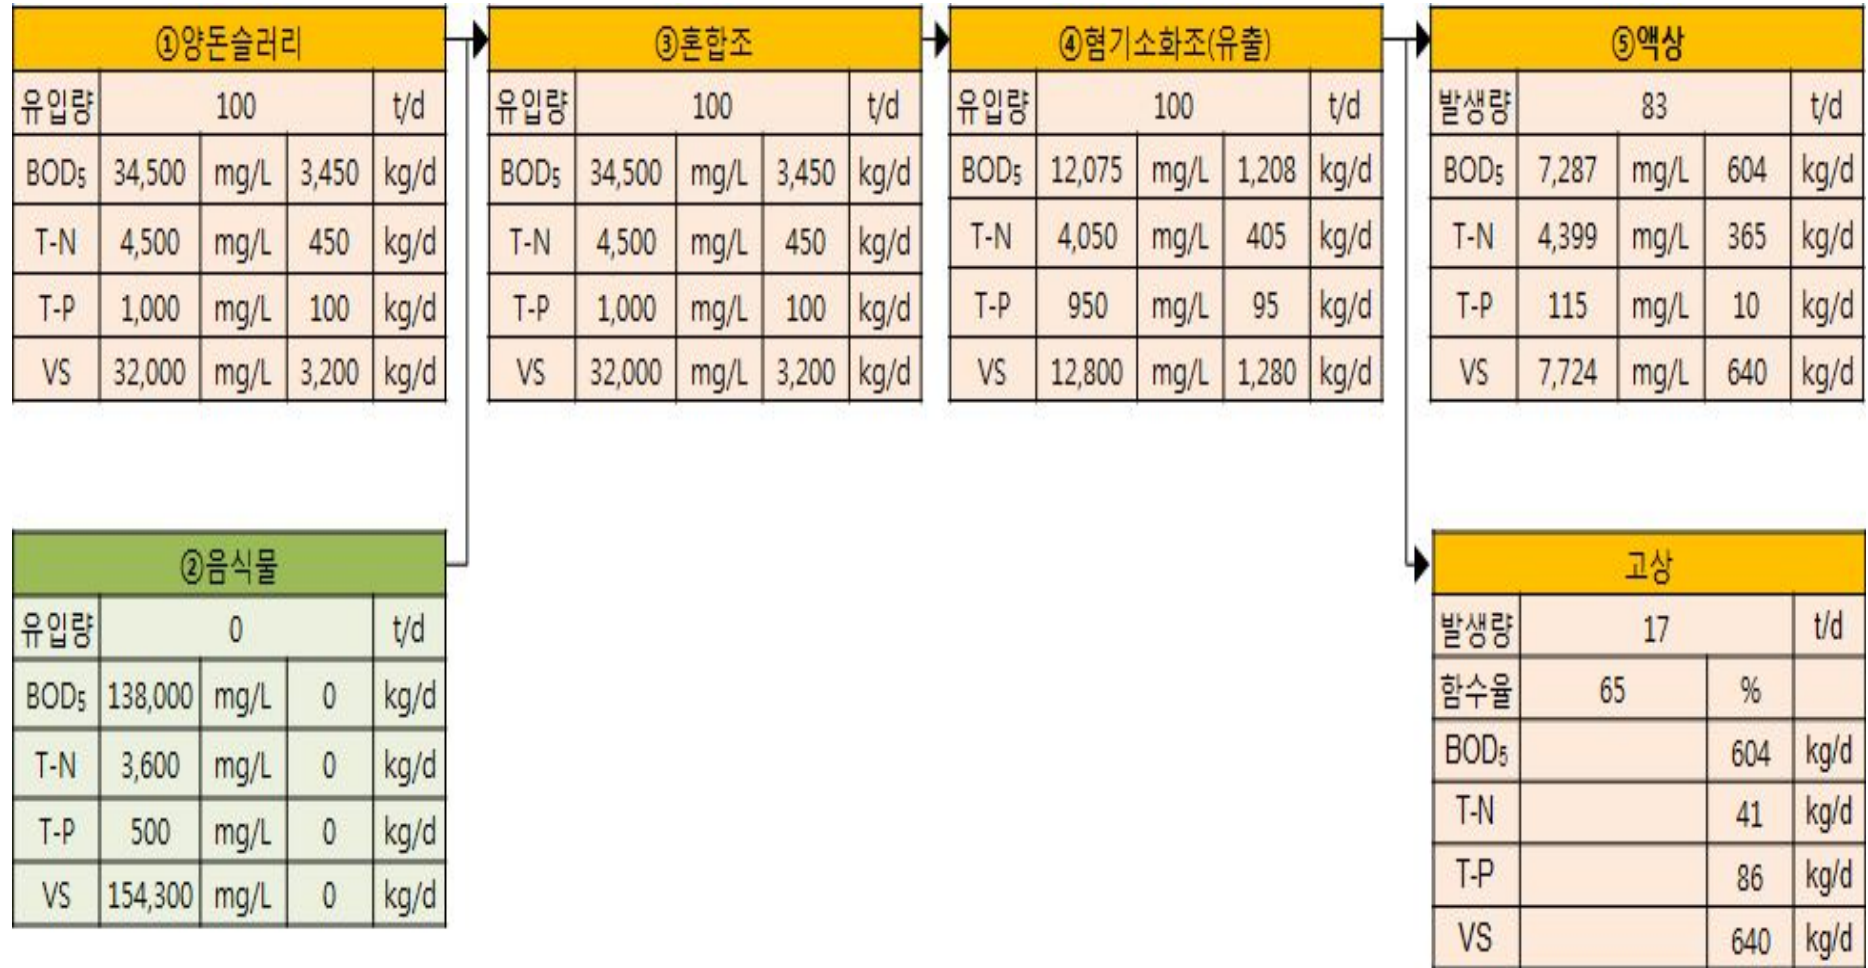 ①양돈슬러리
유입량 100 t/d
BOD₅ 34,500 mg/L 3,450 kg/d
T-N 4,500 mg/L 450 kg/d
T-P 1,000 mg/L 100 kg/d
VS 32,000 mg/L 3,200 kg/d
③혼합조
유입량 100 t/d
BOD₅ 34,500 mg/L 3,450 kg/d
T-N 4,500 mg/L 450 kg/d
T-P 1,000 mg/L 100 kg/d
VS 32,000 mg/L 3,200 kg/d
④혐기소화조(유출)
유입량 100 t/d
BOD₅ 12,075 mg/L 1,208 kg/d
T-N 4,050 mg/L 405 kg/d
T-P 950 mg/L 95 kg/d
VS 12,800 mg/L 1,280 kg/d
⑤액상
발생량 83 t/d
BOD₅ 7,287 mg/L 604 kg/d
T-N 4,399 mg/L 365 kg/d
T-P 115 mg/L 10 kg/d
VS 7,724 mg/L 640 kg/d
②음식물
유입량 0 t/d
BOD₅ 138,000 mg/L 0 kg/d
T-N 3,600 mg/L 0 kg/d
T-P 500 mg/L 0 kg/d
VS 154,300 mg/L 0 kg/d
고상
발생량 17 t/d
함수율 65 %
BOD₅ 604 kg/d
T-N 41 kg/d
T-P 86 kg/d
VS 640 kg/d